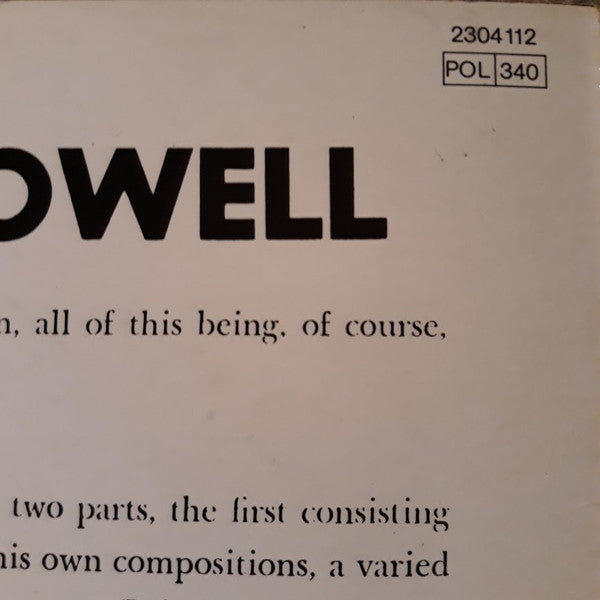 2304112
POL 340
OWELL
n, all of this being, of course,
two parts, the first consisting
his own compositions, a varied